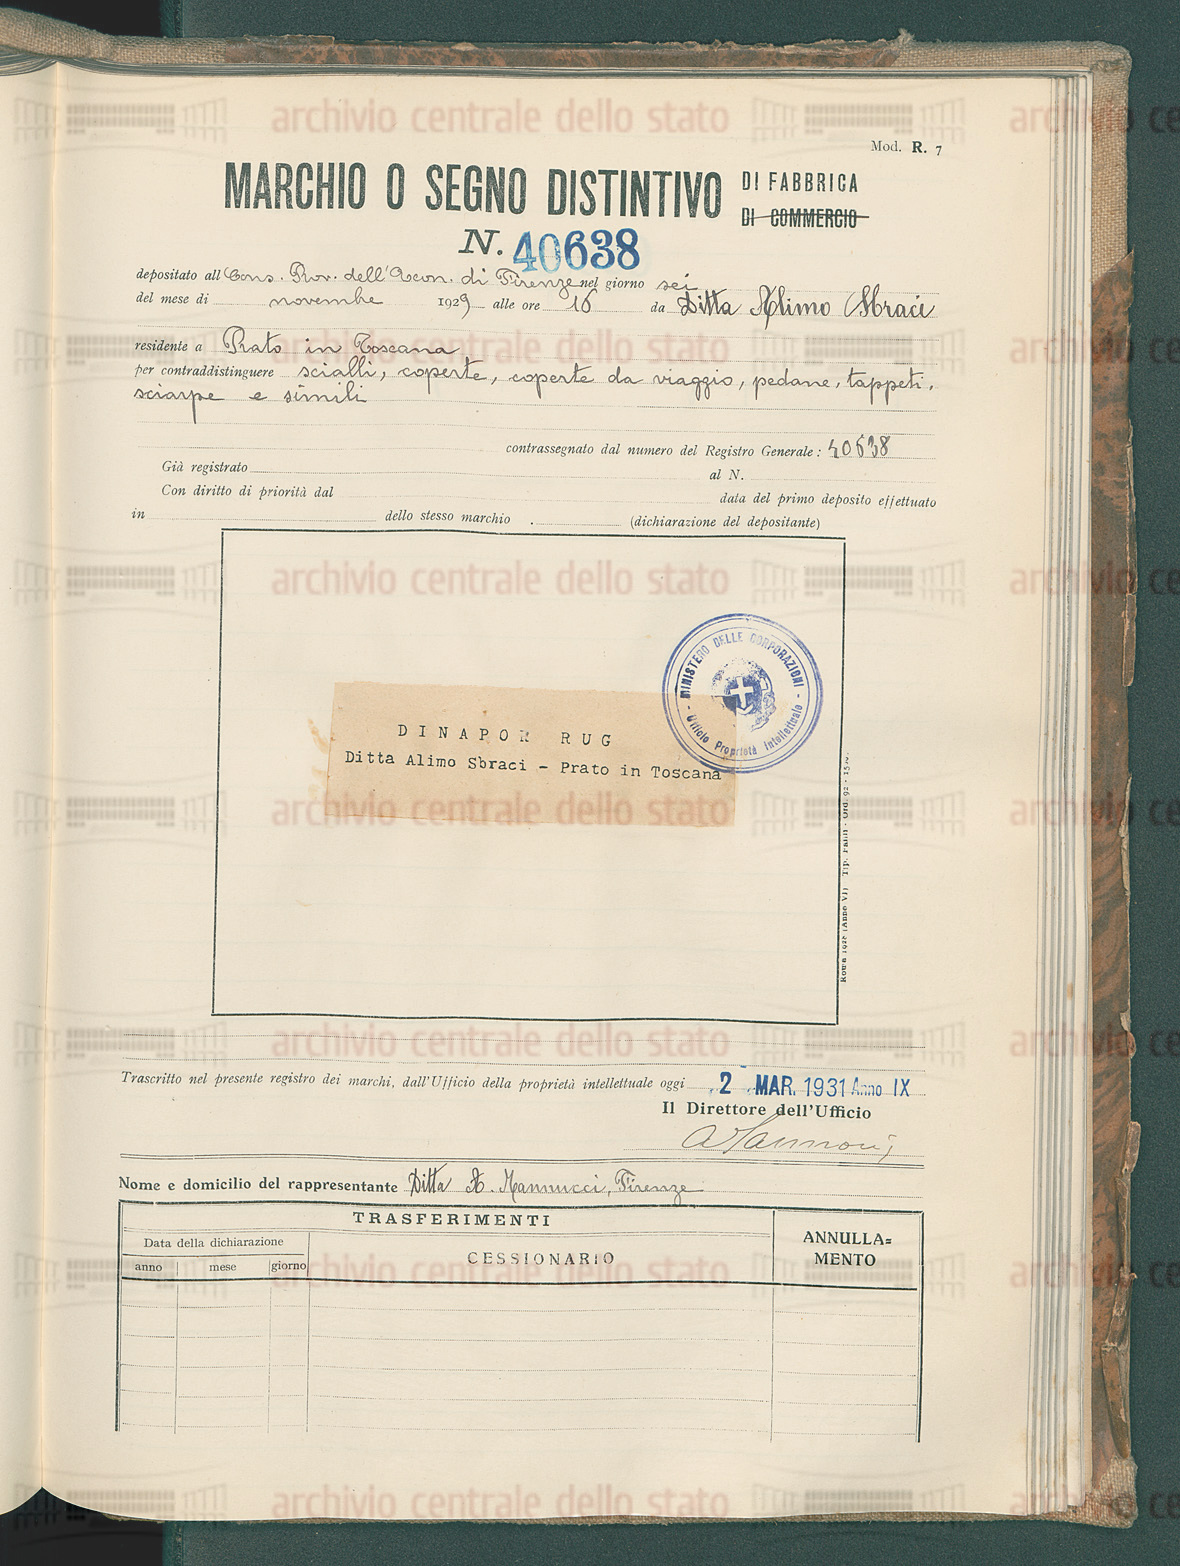 Mod. R. 7
MARCHIO O SEGNO DISTINTIVO DI FABBRICA
DI COMMERCIO
N. 40638
depositato all Cons. Prov. dell'Econ. di Firenze nel giorno sei
del mese di novembre 1929 alle ore 16 da Ditta Alimo Sbraci
residente a Prato in Toscana
per contraddistinguere scialli, coperte, coperte da viaggio, pedane, tappeti,
sciarpe e simili
contrassegnato dal numero del Registro Generale: 40638
Già registrato al N.
Con diritto di priorità dal data del primo deposito effettuato
in dello stesso marchio (dichiarazione del depositante)
MINISTERO DELLE CORPORAZIONI
Ufficio Proprietà Intellettuale
DINAPOR RUG
Ditta Alimo Sbraci - Prato in Toscana
Trascritto nel presente registro dei marchi, dall'Ufficio della proprietà intellettuale oggi 2 MAR. 1931 Anno IX
Il Direttore dell'Ufficio
Nome e domicilio del rappresentante Ditta A. Mannucci, Firenze
TRASFERIMENTI
ANNULLA=
MENTO
Data della dichiarazione
CESSIONARIO
anno mese giorno
archivio centrale dello stato